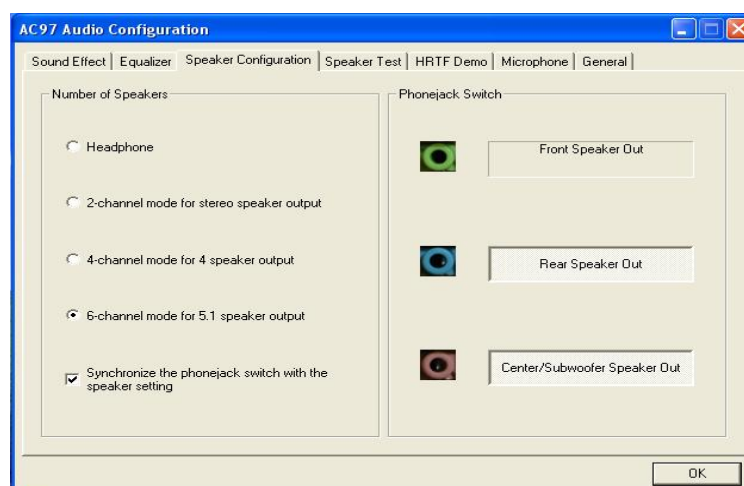 AC97 Audio Configuration
Sound Effect
Equalizer
Speaker Configuration
Speaker Test
HRTF Demo
Microphone
General
Number of Speakers
Headphone
2-channel mode for stereo speaker output
4-channel mode for 4 speaker output
6-channel mode for 5.1 speaker output
Synchronize the phonejack switch with the
speaker setting
Phonejack Switch
Front Speaker Out
Rear Speaker Out
Center/Subwoofer Speaker Out
OK